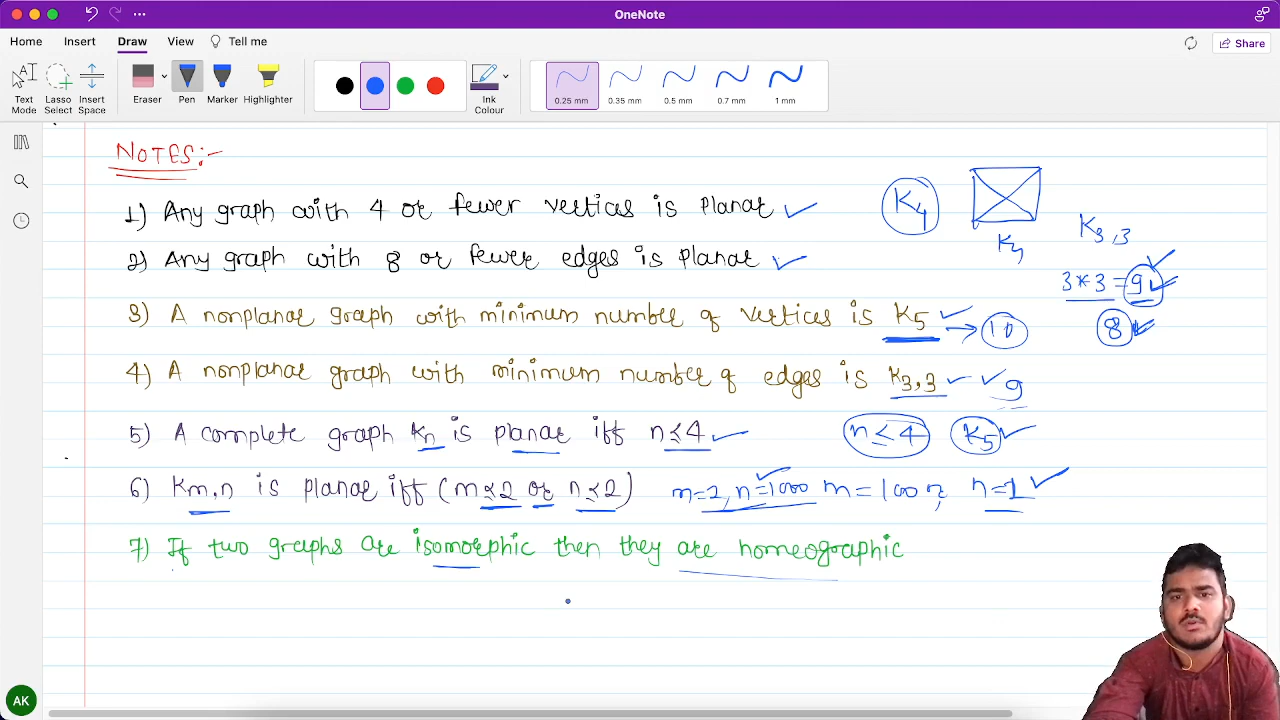 OneNote
Home Insert Draw View Tell me
Share
Text Mode
Lasso Select
Insert Space
Eraser
Pen
Marker
Highlighter
Ink Colour
0.25 mm
0.35 mm
0.5 mm
0.7 mm
1 mm
NOTES:-
1) Any graph with 4 or fewer vertices is planar
K4
K4
K3,3
2) Any graph with 8 or fewer edges is planar
3*3=9
8
3) A nonplanar graph with minimum number of vertices is K5 → 10
4) A nonplanar graph with minimum number of edges is K3,3 9
5) A complete graph Kn is planar iff n≤4 n≤4 K5
6) Km,n is planar iff (m≤2 or n≤2) m=2, n=1000 m=100 n=1
7) If two graphs are isomorphic then they are homeographic
AK